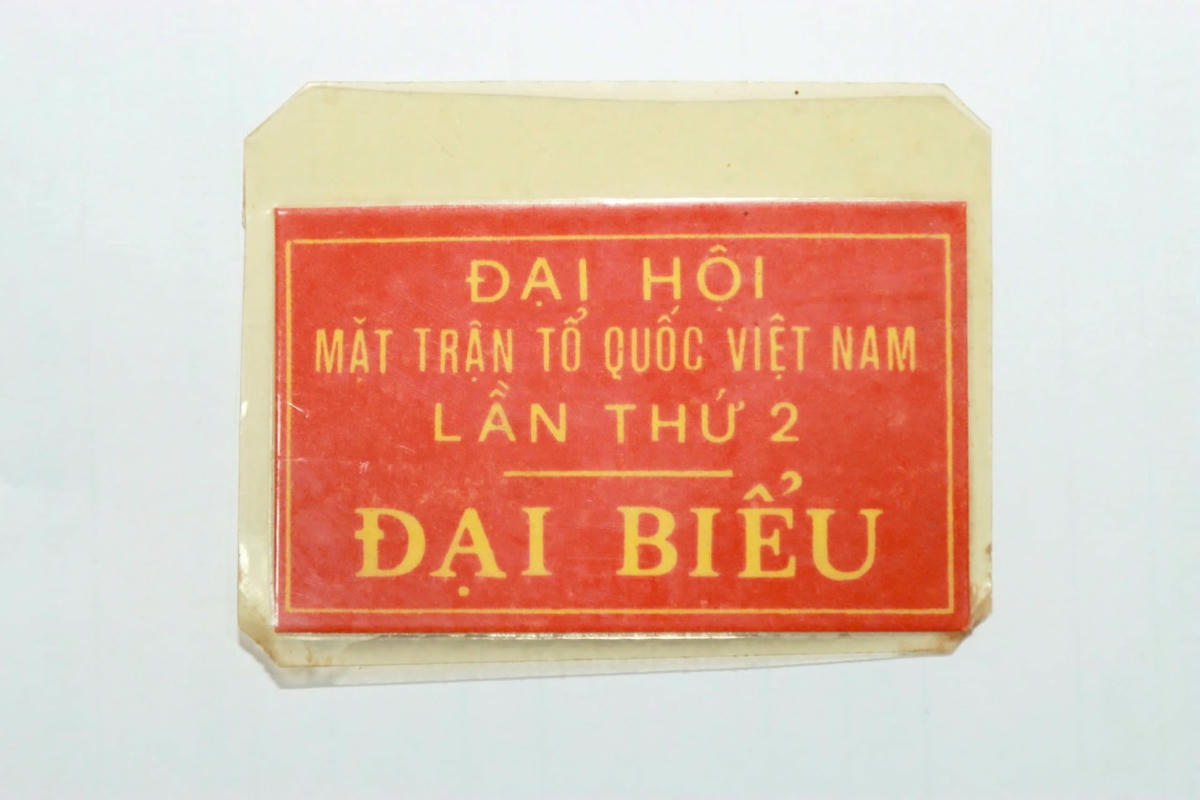 ĐẠI HỘI
MẶT TRẬN TỔ QUỐC VIỆT NAM
LẦN THỨ 2
ĐẠI BIỂU